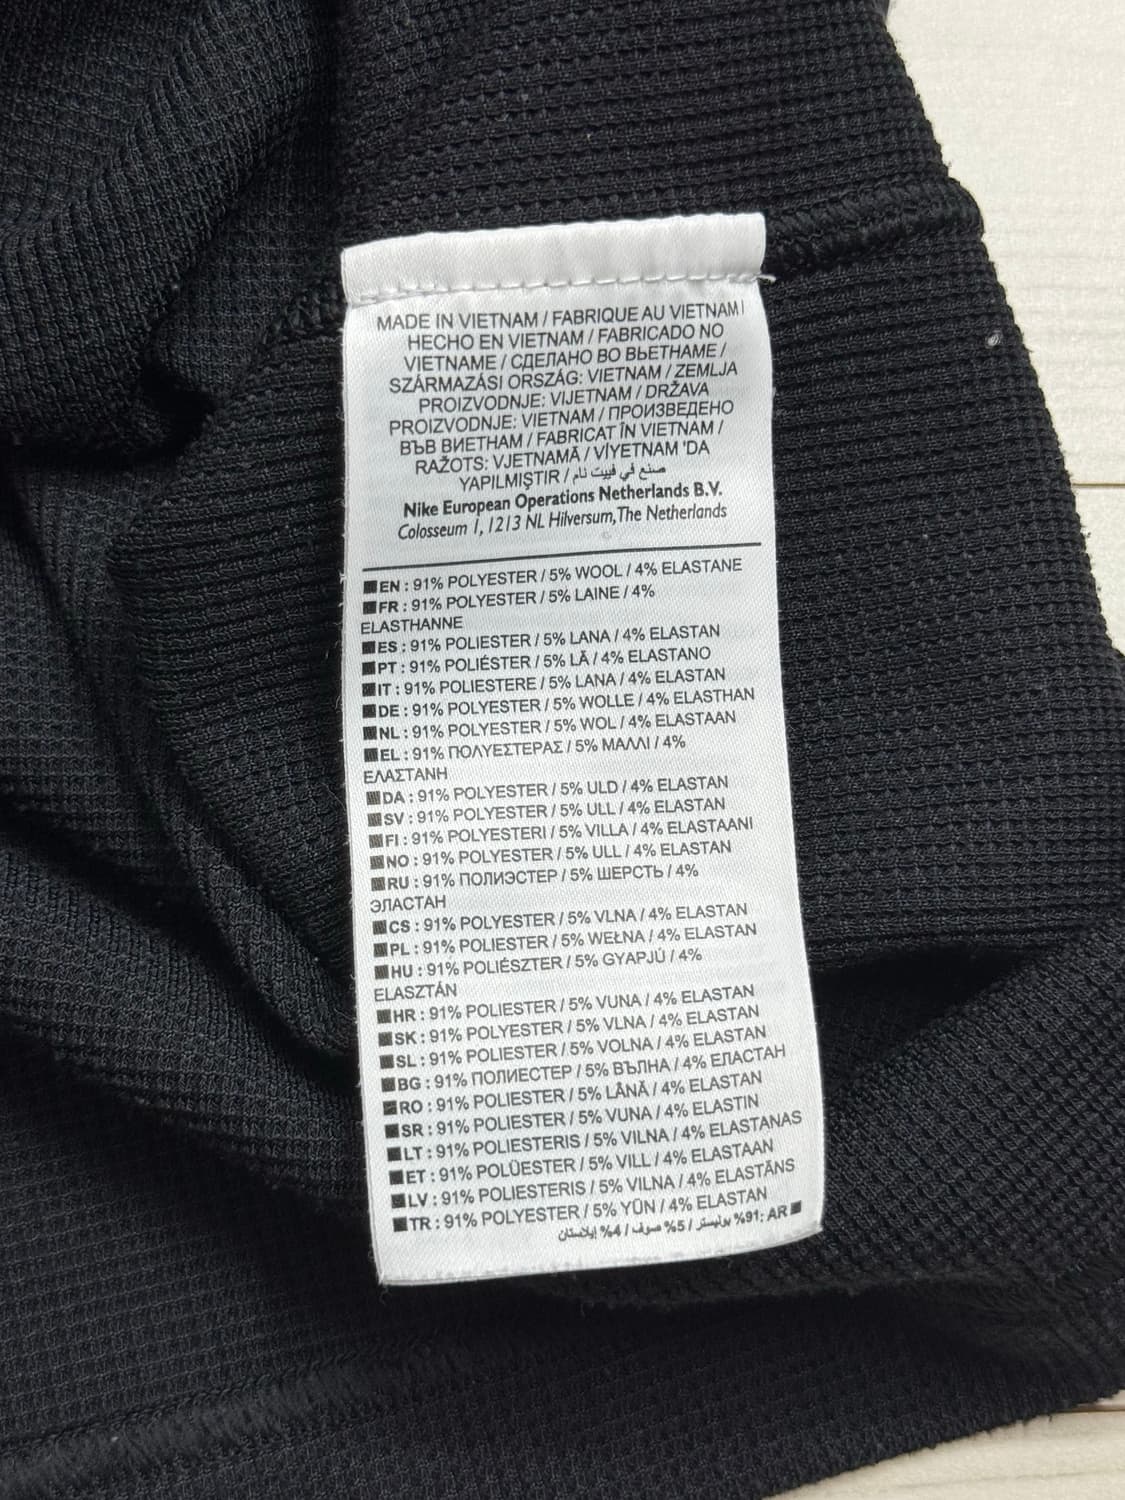 MADE IN VIETNAM / FABRIQUE AU VIETNAM /
HECHO EN VIETNAM / FABRICADO NO
VIETNAME / СДЕЛАНО ВО ВЬЕТНАМЕ /
SZÁRMAZÁSI ORSZÁG: VIETNAM / ZEMLJA
PROIZVODNJE: VIJETNAM / DRŽAVA
PROIZVODNJE: VIETNAM / ПРОИЗВЕДЕНО
ВЪВ ВИЕТНАМ / FABRICAT ÎN VIETNAM /
RAŽOTS: VJETNAMĀ / VİYETNAM 'DA
YAPILMIŞTIR / صنع في فييت نام
Nike European Operations Netherlands B.V.
Colosseum 1, 1213 NL Hilversum, The Netherlands
■EN : 91% POLYESTER / 5% WOOL / 4% ELASTANE
■FR : 91% POLYESTER / 5% LAINE / 4%
ELASTHANNE
■ES : 91% POLIESTER / 5% LANA / 4% ELASTAN
■PT : 91% POLIÉSTER / 5% LÃ / 4% ELASTANO
■IT : 91% POLIESTERE / 5% LANA / 4% ELASTAN
■DE : 91% POLYESTER / 5% WOLLE / 4% ELASTHAN
■NL : 91% POLYESTER / 5% WOL / 4% ELASTAAN
■EL : 91% ΠΟΛΥΕΣΤΕΡΑΣ / 5% ΜΑΛΛΙ / 4%
ΕΛΑΣΤΑΝΗ
■DA : 91% POLYESTER / 5% ULD / 4% ELASTAN
■SV : 91% POLYESTER / 5% ULL / 4% ELASTAN
■FI : 91% POLYESTERI / 5% VILLA / 4% ELASTAANI
■NO : 91% POLYESTER / 5% ULL / 4% ELASTAN
■RU : 91% ПОЛИЭСТЕР / 5% ШЕРСТЬ / 4%
ЭЛАСТАН
■CS : 91% POLYESTER / 5% VLNA / 4% ELASTAN
■PL : 91% POLYESTER / 5% WEŁNA / 4% ELASTAN
■HU : 91% POLIÉSZTER / 5% GYAPJÚ / 4%
ELASZTÁN
■HR : 91% POLIESTER / 5% VUNA / 4% ELASTAN
■SK : 91% POLYESTER / 5% VLNA / 4% ELASTAN
■SL : 91% POLIESTER / 5% VOLNA / 4% ELASTAN
■BG : 91% ПОЛИЕСТЕР / 5% ВЪЛНА / 4% ЕЛАСТАН
■RO : 91% POLIESTER / 5% LÂNĂ / 4% ELASTAN
■SR : 91% POLIESTER / 5% VUNA / 4% ELASTIN
■LT : 91% POLIESTERIS / 5% VILNA / 4% ELASTANAS
■ET : 91% POLÜESTER / 5% VILL / 4% ELASTAAN
■LV : 91% POLIESTERIS / 5% VILNA / 4% ELASTĀNS
■TR : 91% POLYESTER / 5% YÜN / 4% ELASTAN
■AR :91% بوليستر / 5% صوف / 4% إيلاستان